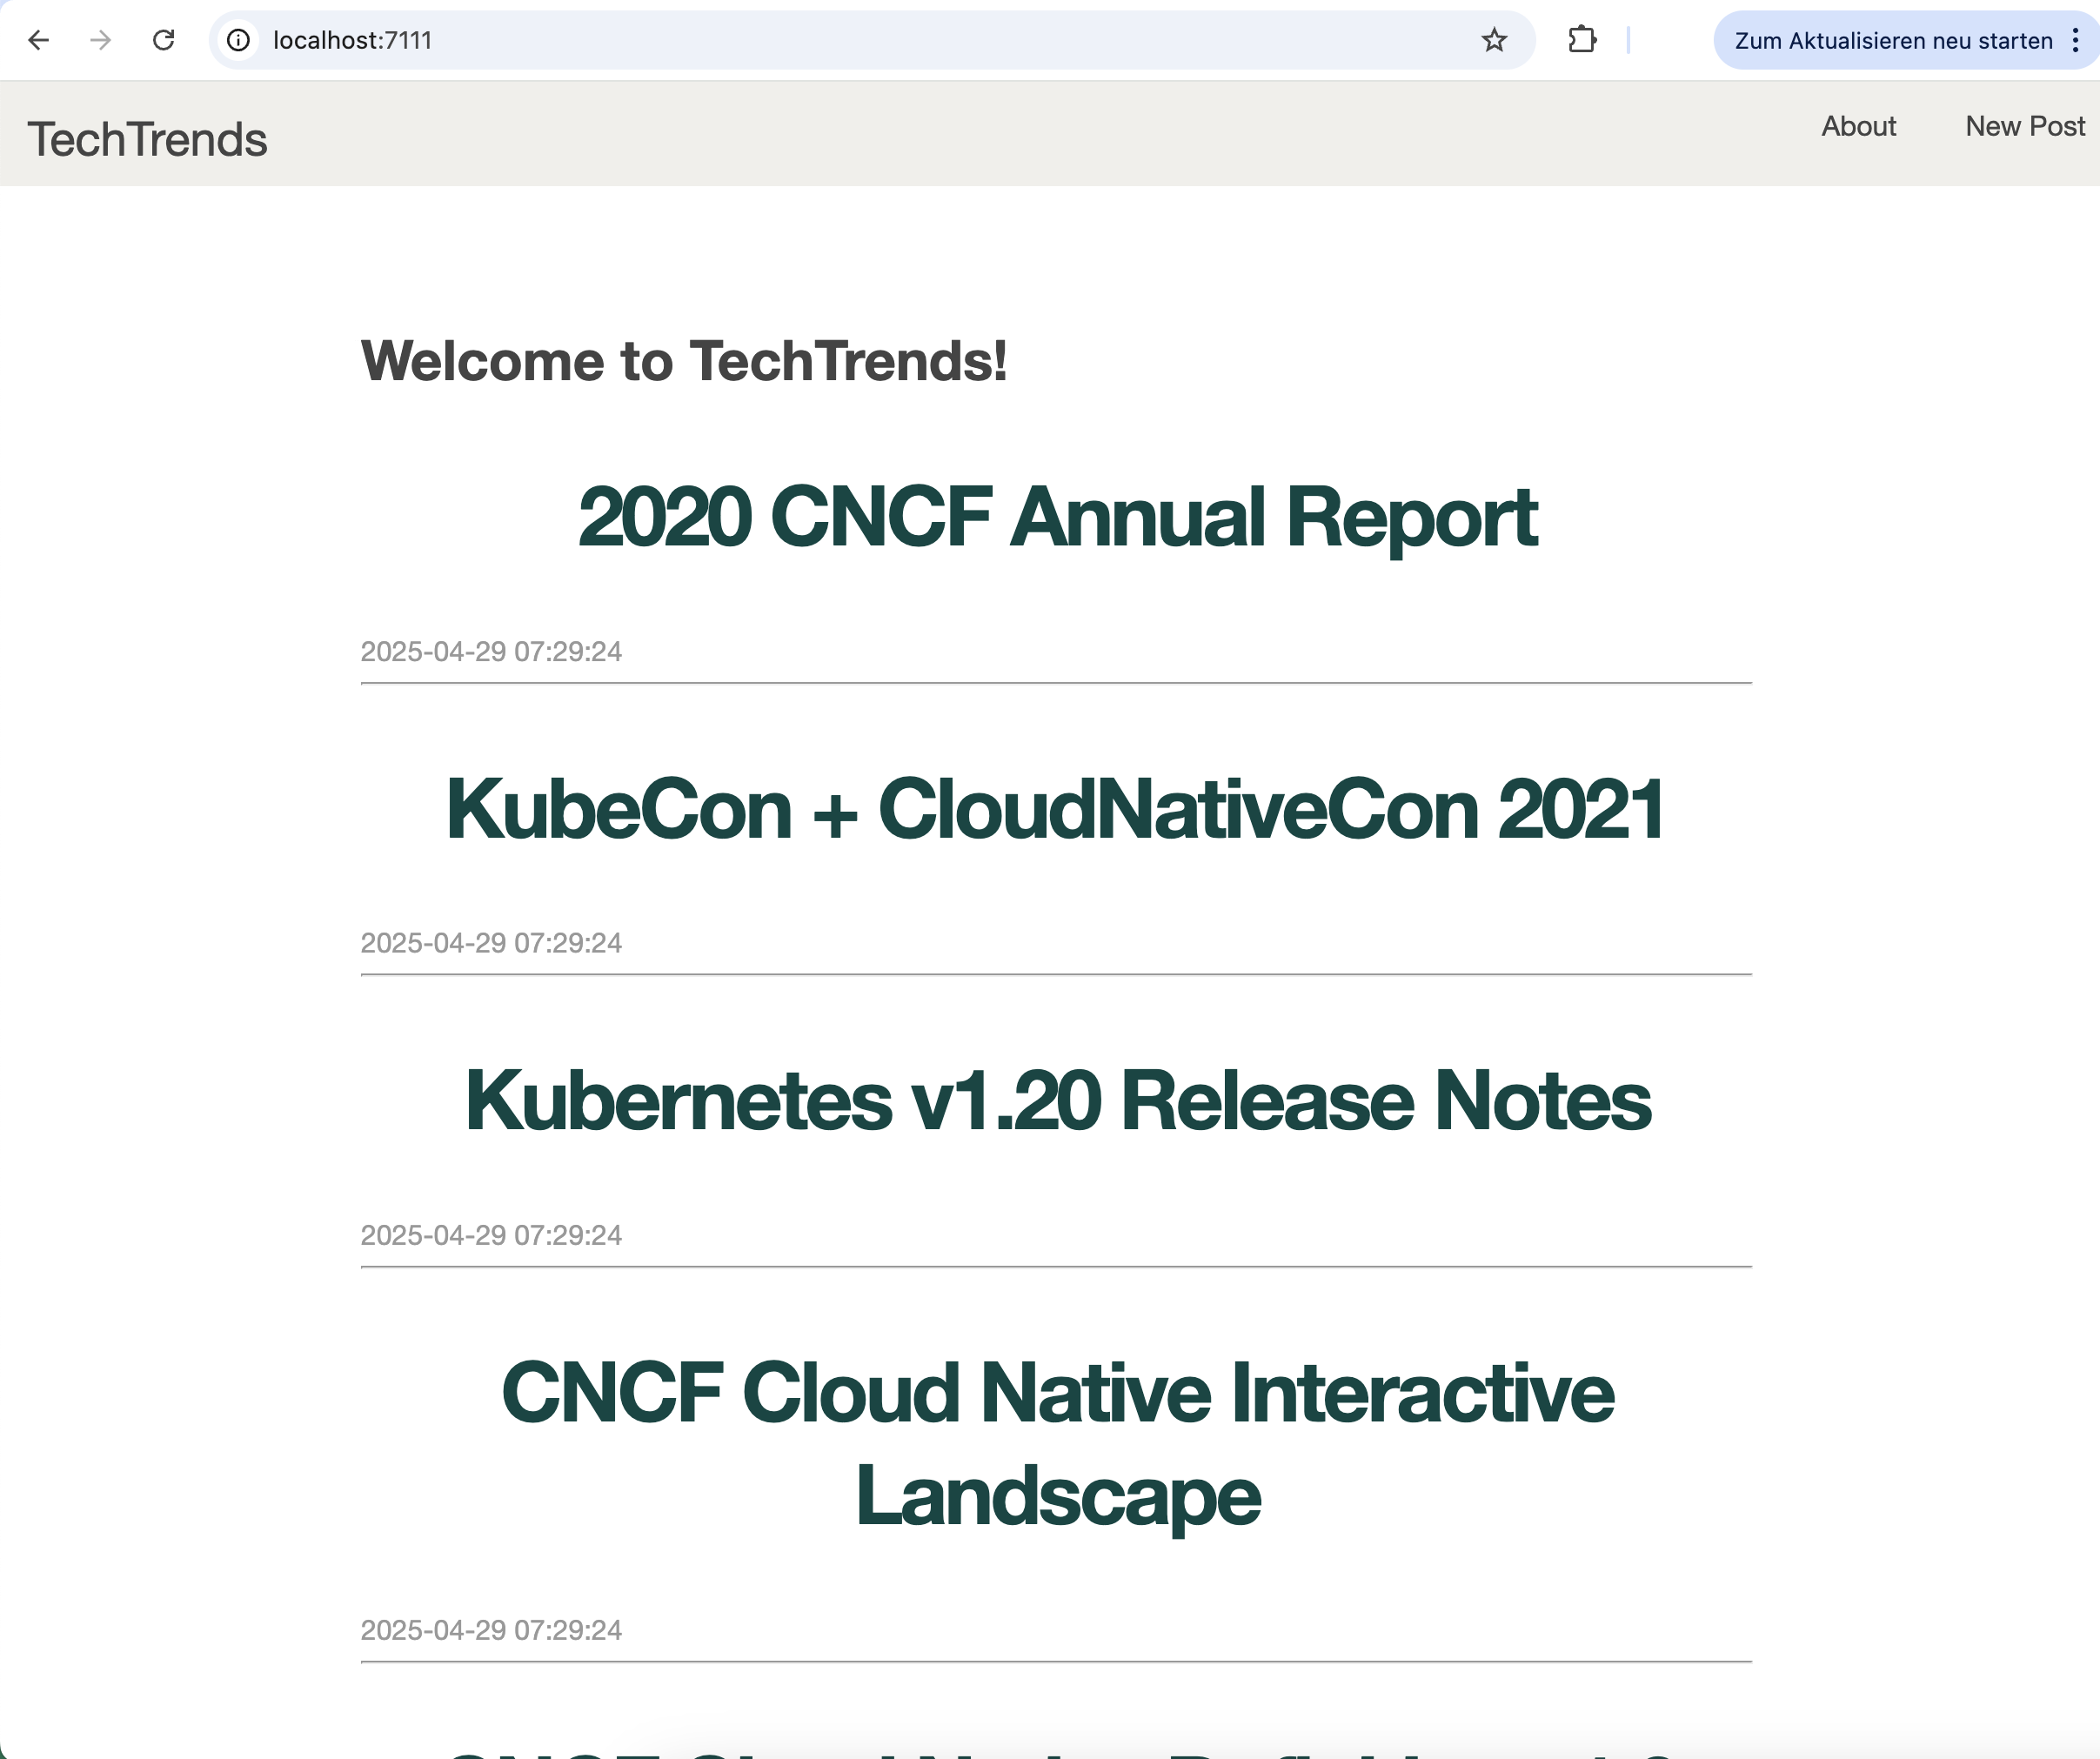 localhost:7111
Zum Aktualisieren neu starten
TechTrends
About
New Post
Welcome to TechTrends!
2020 CNCF Annual Report
2025-04-29 07:29:24
KubeCon + CloudNativeCon 2021
2025-04-29 07:29:24
Kubernetes v1.20 Release Notes
2025-04-29 07:29:24
CNCF Cloud Native Interactive
Landscape
2025-04-29 07:29:24